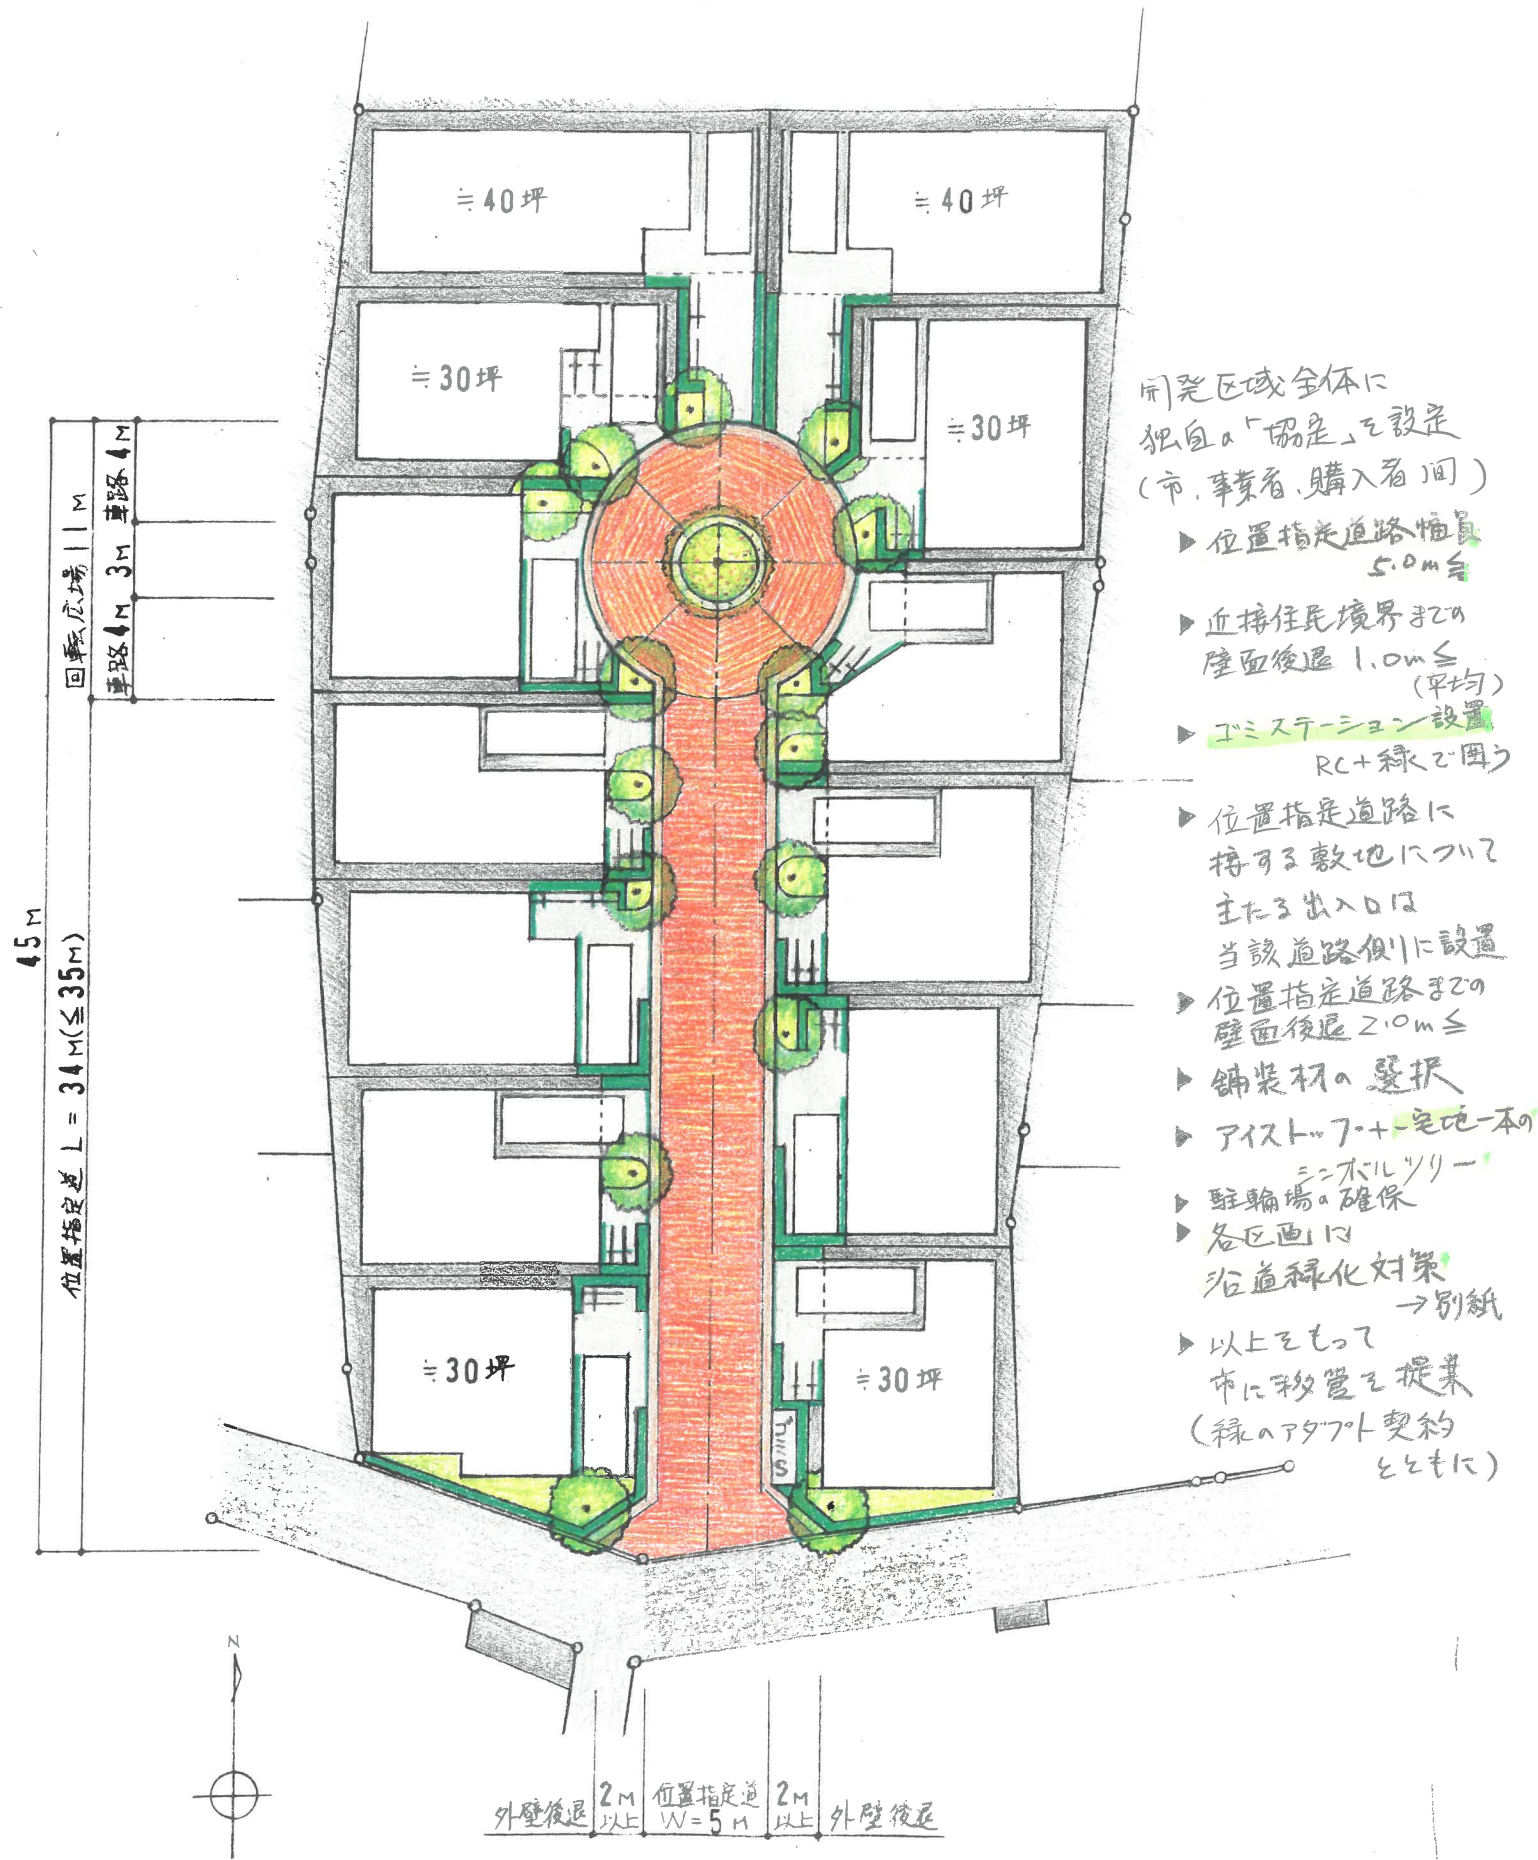 ≒40坪
≒40坪
≒30坪
≒30坪
≒30坪
≒30坪
ゴミS
45M
回転広場11M
車路4M
3M
車路4M
位置指定道 L=34M(≦35M)
N
外壁後退
2M
以上
位置指定道
W=5M
2M
以上
外壁後退
開発区域全体に
独自の「協定」を設定
(市、事業者、購入者間)
▶ 位置指定道路幅員
5.0m≦
▶ 近接住民境界までの
壁面後退 1.0m≦
(平均)
▶ ゴミステーション設置
RC+緑で囲う
▶ 位置指定道路に
接する敷地について
主たる出入口は
当該道路側に設置
▶ 位置指定道路までの
壁面後退 2.0m≦
▶ 舗装材の選択
▶ アイストップ+一宅地一本の
シンボルツリー
▶ 駐輪場の確保
▶ 各区画に
沿道緑化対策
→別紙
▶ 以上をもって
市に移管を提案
(緑のアダプト契約
とともに)